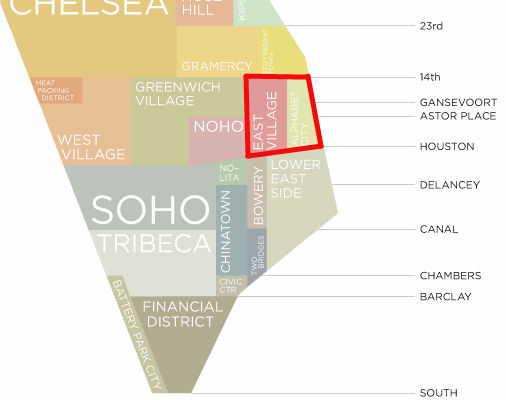 CHELSEA
HILL
KIPS
23rd
GRAMERCY
STUYVESANT
TOWN
14th
MEAT
PACKING
DISTRICT
GREENWICH
VILLAGE
EAST
VILLAGE
ALPHABET
CITY
GANSEVOORT
ASTOR PLACE
NOHO
WEST
VILLAGE
HOUSTON
NO-
LITA
BOWERY
LOWER
EAST
SIDE
DELANCEY
SOHO
CHINATOWN
CANAL
TRIBECA
TWO
BRIDGES
CHAMBERS
CIVIC
CTR
BARCLAY
BATTERY PARK CITY
FINANCIAL
DISTRICT
SOUTH